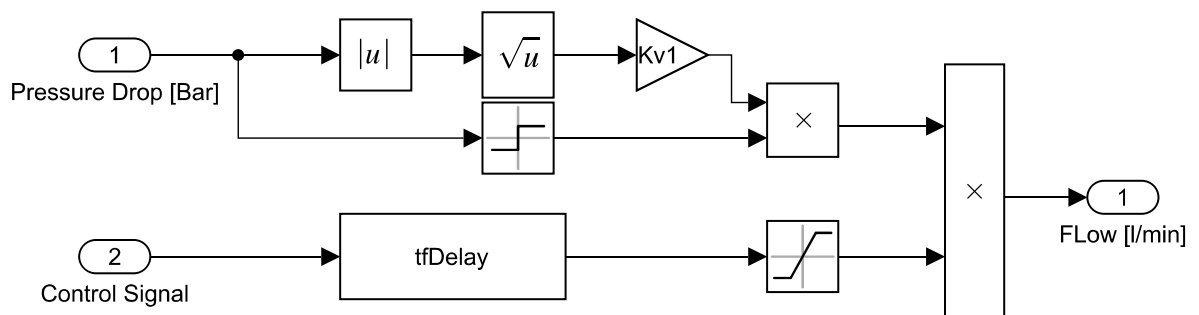 1
Pressure Drop [Bar]
|u|
√u
Kv1
×
×
1
FLow [l/min]
2
Control Signal
tfDelay